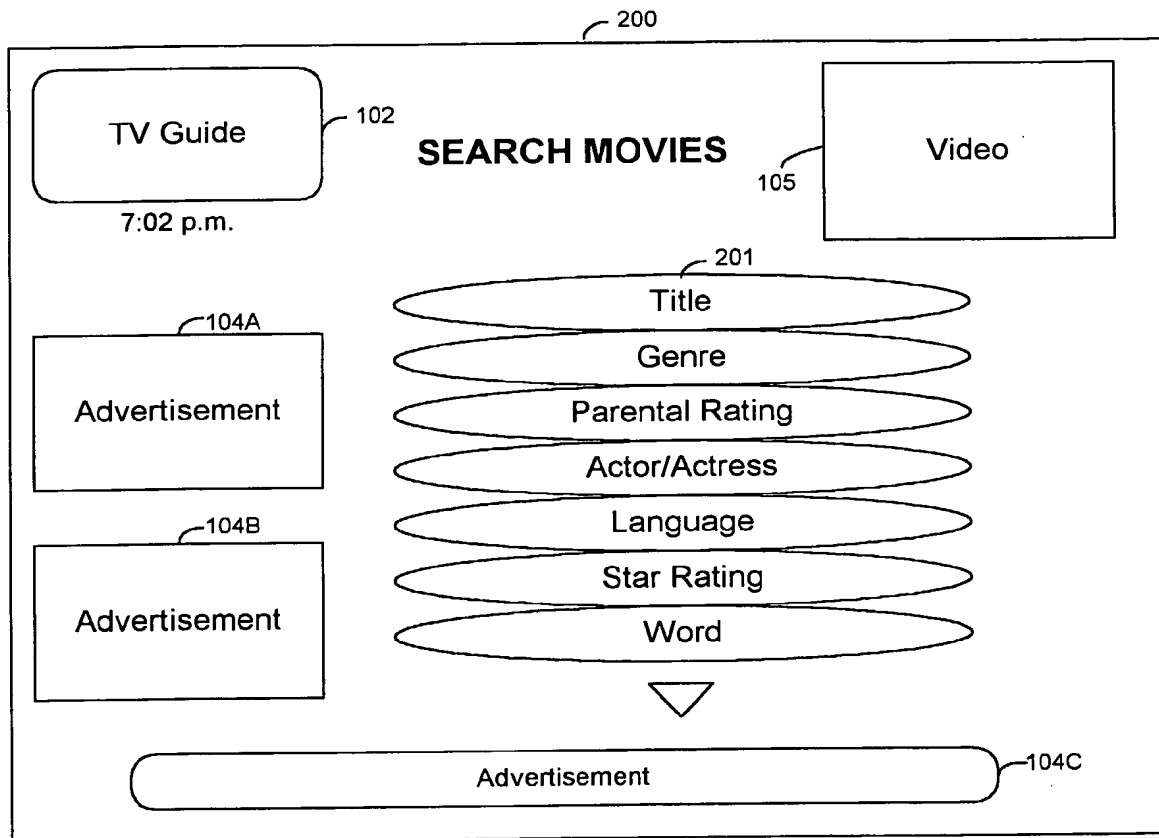 200
TV Guide
102
SEARCH MOVIES
105
Video
7:02 p.m.
201
Title
Genre
Parental Rating
Actor/Actress
Language
Star Rating
Word
104A
Advertisement
104B
Advertisement
Advertisement
104C